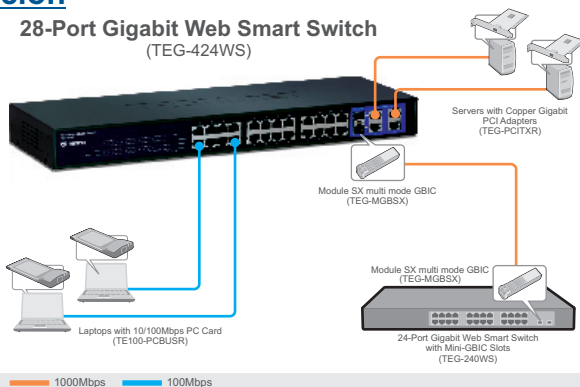 28-Port Gigabit Web Smart Switch
(TEG-424WS)
Servers with Copper Gigabit
PCI Adapters
(TEG-PCITXR)
Module SX multi mode GBIC
(TEG-MGBSX)
Module SX multi mode GBIC
(TEG-MGBSX)
Laptops with 10/100Mbps PC Card
(TE100-PCBUSR)
24-Port Gigabit Web Smart Switch
with Mini-GBIC Slots
(TEG-240WS)
1000Mbps 100Mbps